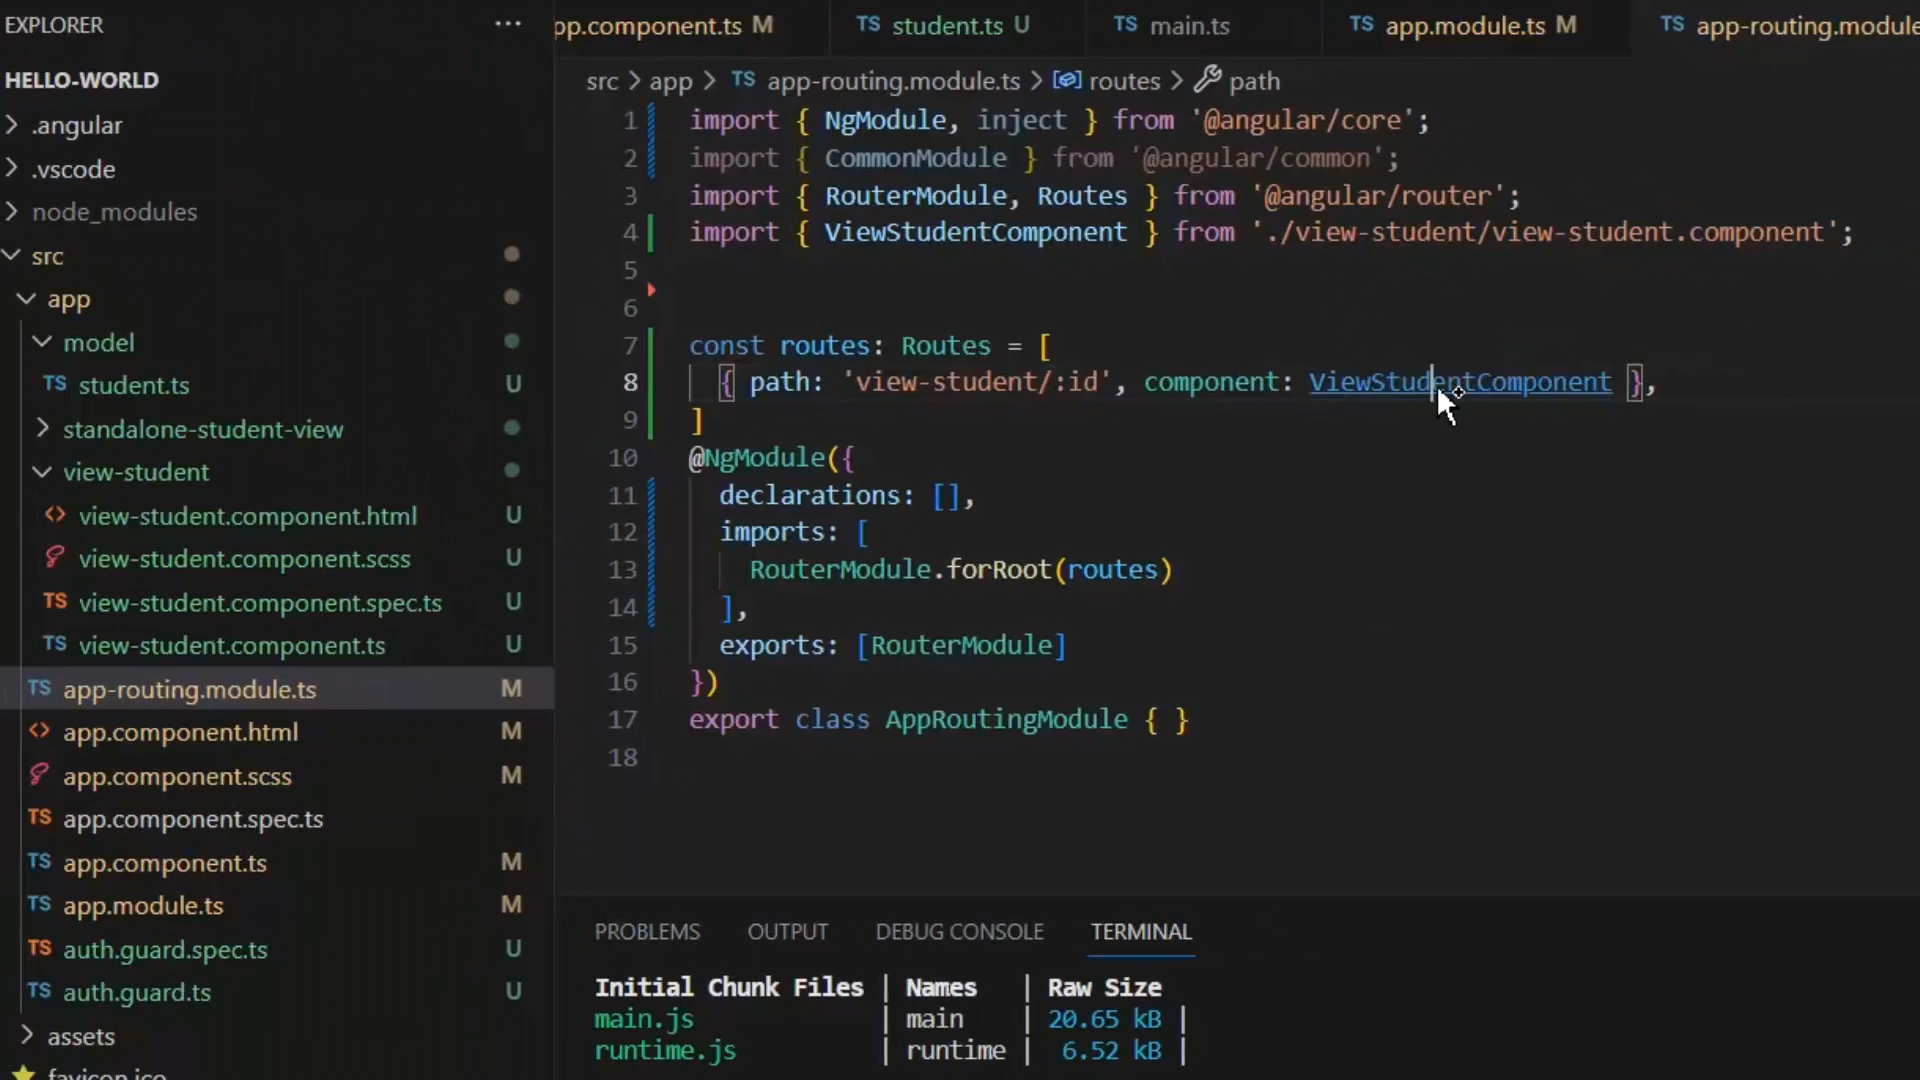 EXPLORER
HELLO-WORLD
.angular
.vscode
node_modules
src
app
model
TS student.ts U
standalone-student-view
view-student
<> view-student.component.html U
view-student.component.scss U
TS view-student.component.spec.ts U
TS view-student.component.ts U
TS app-routing.module.ts M
<> app.component.html M
app.component.scss M
TS app.component.spec.ts
TS app.component.ts M
TS app.module.ts M
TS auth.guard.spec.ts U
TS auth.guard.ts U
assets
favicon.ico
pp.component.ts M TS student.ts U TS main.ts TS app.module.ts M TS app-routing.module
src > app > TS app-routing.module.ts > routes > path
1 import { NgModule, inject } from '@angular/core';
2 import { CommonModule } from '@angular/common';
3 import { RouterModule, Routes } from '@angular/router';
4 import { ViewStudentComponent } from './view-student/view-student.component';
5
6
7 const routes: Routes = [
8 { path: 'view-student/:id', component: ViewStudentComponent },
9 ]
10 @NgModule({
11 declarations: [],
12 imports: [
13 RouterModule.forRoot(routes)
14 ],
15 exports: [RouterModule]
16 })
17 export class AppRoutingModule { }
18
PROBLEMS OUTPUT DEBUG CONSOLE TERMINAL
Initial Chunk Files | Names | Raw Size
main.js | main | 20.65 kB |
runtime.js | runtime | 6.52 kB |